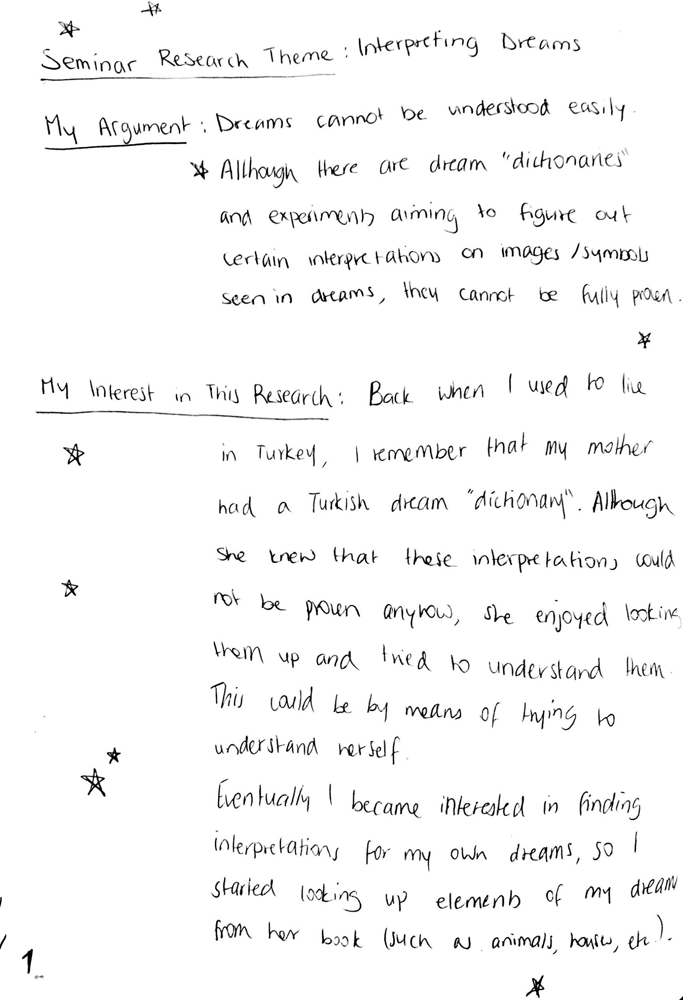 Seminar Research Theme : Interpreting Dreams
My Argument : Dreams cannot be understood easily.
Although there are dream "dictionaries"
and experiments aiming to figure out
certain interpretations on images / symbols
seen in dreams, they cannot be fully proven.
My Interest in This Research : Back when I used to live
in Turkey, I remember that my mother
had a Turkish dream "dictionary". Although
she knew that these interpretations could
not be proven anyhow, she enjoyed looking
them up and tried to understand them.
This could be by means of trying to
understand herself.
Eventually I became interested in finding
interpretations for my own dreams, so I
started looking up elements of my dream
from her book (such as animals, houses, etc.).
1